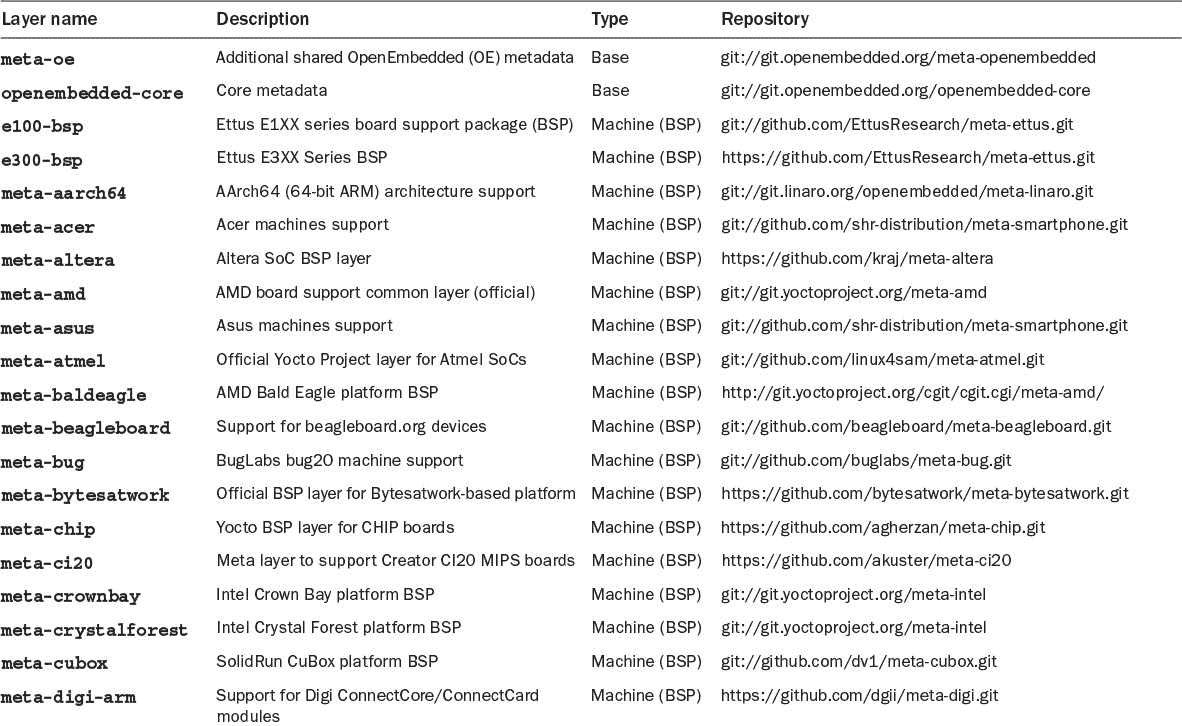 Layer name Description Type Repository
meta-oe Additional shared OpenEmbedded (OE) metadata Base git://git.openembedded.org/meta-openembedded
openembedded-core Core metadata Base git://git.openembedded.org/openembedded-core
e100-bsp Ettus E1XX series board support package (BSP) Machine (BSP) git://github.com/EttusResearch/meta-ettus.git
e300-bsp Ettus E3XX Series BSP Machine (BSP) https://github.com/EttusResearch/meta-ettus.git
meta-aarch64 AArch64 (64-bit ARM) architecture support Machine (BSP) git://git.linaro.org/openembedded/meta-linaro.git
meta-acer Acer machines support Machine (BSP) git://github.com/shr-distribution/meta-smartphone.git
meta-altera Altera SoC BSP layer Machine (BSP) https://github.com/kraj/meta-altera
meta-amd AMD board support common layer (official) Machine (BSP) git://git.yoctoproject.org/meta-amd
meta-asus Asus machines support Machine (BSP) git://github.com/shr-distribution/meta-smartphone.git
meta-atmel Official Yocto Project layer for Atmel SoCs Machine (BSP) git://github.com/linux4sam/meta-atmel.git
meta-baldeagle AMD Bald Eagle platform BSP Machine (BSP) http://git.yoctoproject.org/cgit/cgit.cgi/meta-amd/
meta-beagleboard Support for beagleboard.org devices Machine (BSP) git://github.com/beagleboard/meta-beagleboard.git
meta-bug BugLabs bug20 machine support Machine (BSP) git://github.com/buglabs/meta-bug.git
meta-bytesatwork Official BSP layer for Bytesatwork-based platform Machine (BSP) https://github.com/bytesatwork/meta-bytesatwork.git
meta-chip Yocto BSP layer for CHIP boards Machine (BSP) https://github.com/agherzan/meta-chip.git
meta-ci20 Meta layer to support Creator CI20 MIPS boards Machine (BSP) https://github.com/akuster/meta-ci20
meta-crownbay Intel Crown Bay platform BSP Machine (BSP) git://git.yoctoproject.org/meta-intel
meta-crystalforest Intel Crystal Forest platform BSP Machine (BSP) git://git.yoctoproject.org/meta-intel
meta-cubox SolidRun CuBox platform BSP Machine (BSP) git://github.com/dv1/meta-cubox.git
meta-digi-arm Support for Digi ConnectCore/ConnectCard Machine (BSP) https://github.com/dgii/meta-digi.git
modules